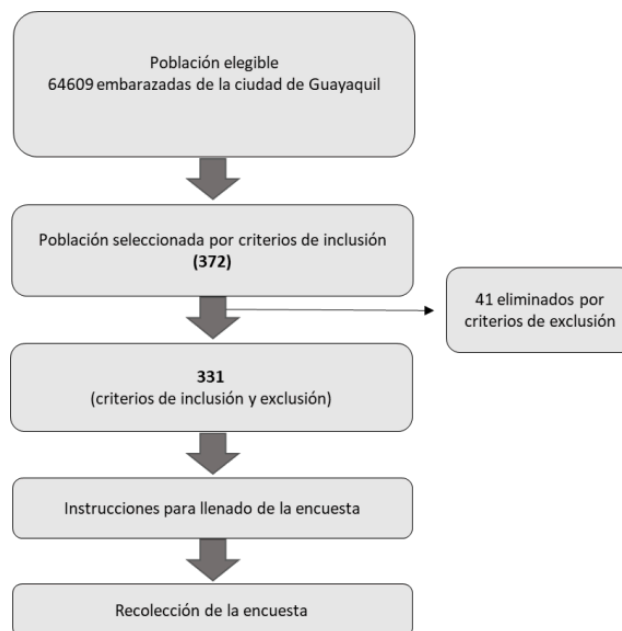 Población elegible
64609 embarazadas de la ciudad de Guayaquil
Población seleccionada por criterios de inclusión
(372)
41 eliminados por
criterios de exclusión
331
(criterios de inclusión y exclusión)
Instrucciones para llenado de la encuesta
Recolección de la encuesta